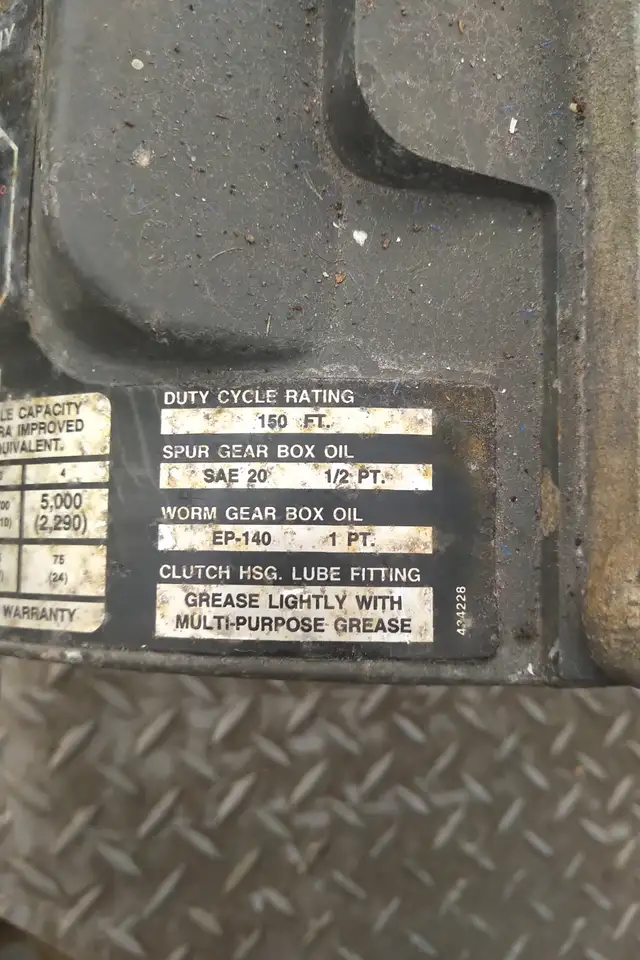 LE CAPACITY
RA IMPROVED
QUIVALENT.
4
5,000
(2,290)
75
(24)
WARRANTY
DUTY CYCLE RATING
150 FT.
SPUR GEAR BOX OIL
SAE 20 1/2 PT.
WORM GEAR BOX OIL
EP-140 1 PT.
CLUTCH HSG. LUBE FITTING
GREASE LIGHTLY WITH
MULTI-PURPOSE GREASE